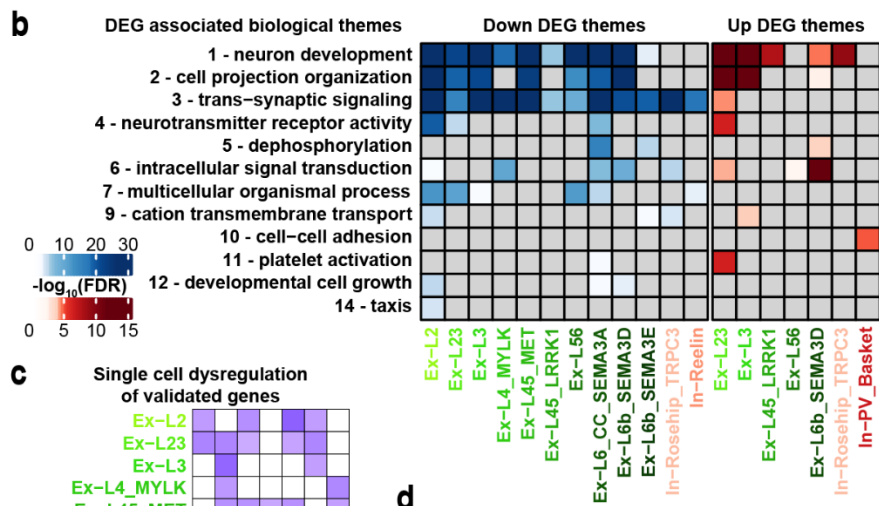 b
DEG associated biological themes
Down DEG themes
Up DEG themes
1 - neuron development
2 - cell projection organization
3 - trans-synaptic signaling
4 - neurotransmitter receptor activity
5 - dephosphorylation
6 - intracellular signal transduction
7 - multicellular organismal process
9 - cation transmembrane transport
10 - cell-cell adhesion
11 - platelet activation
12 - developmental cell growth
14 - taxis
0 10 20 30
-log10(FDR)
0 5 10 15
Ex-L2
Ex-L23
Ex-L3
Ex-L4_MYLK
Ex-L45_MET
Ex-L45_LRRK1
Ex-L56
Ex-L6_CC_SEMA3A
Ex-L6b_SEMA3D
Ex-L6b_SEMA3E
In-Rosehip_TRPC3
In-Reelin
Ex-L23
Ex-L3
Ex-L45_LRRK1
Ex-L56
Ex-L6b_SEMA3D
In-Rosehip_TRPC3
In-PV_Basket
c
Single cell dysregulation
of validated genes
Ex-L2
Ex-L23
Ex-L3
Ex-L4_MYLK
Ex-L45_MET
d